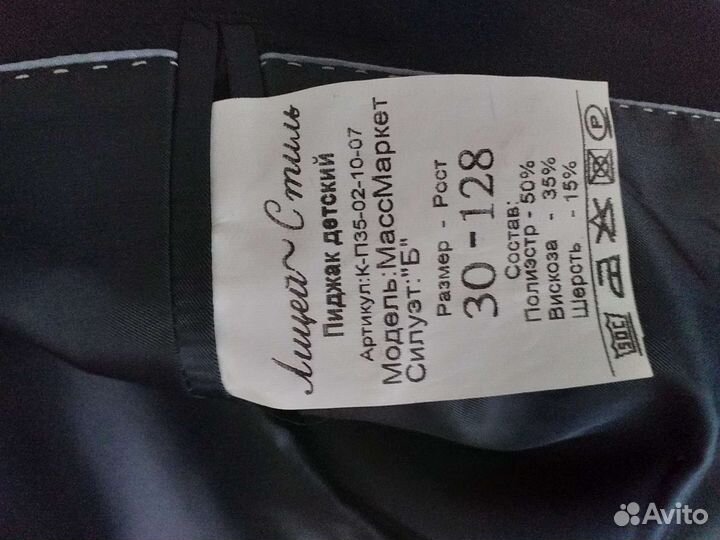 Лицей~Стиль
Пиджак детский
Артикул:К-П35-02-10-07
Модель:МассМаркет
Силуэт:"Б"
Размер - Рост
30-128
Состав:
Полиэстр - 50%
Вискоза - 35%
Шерсть - 15%
30С
P
Avito